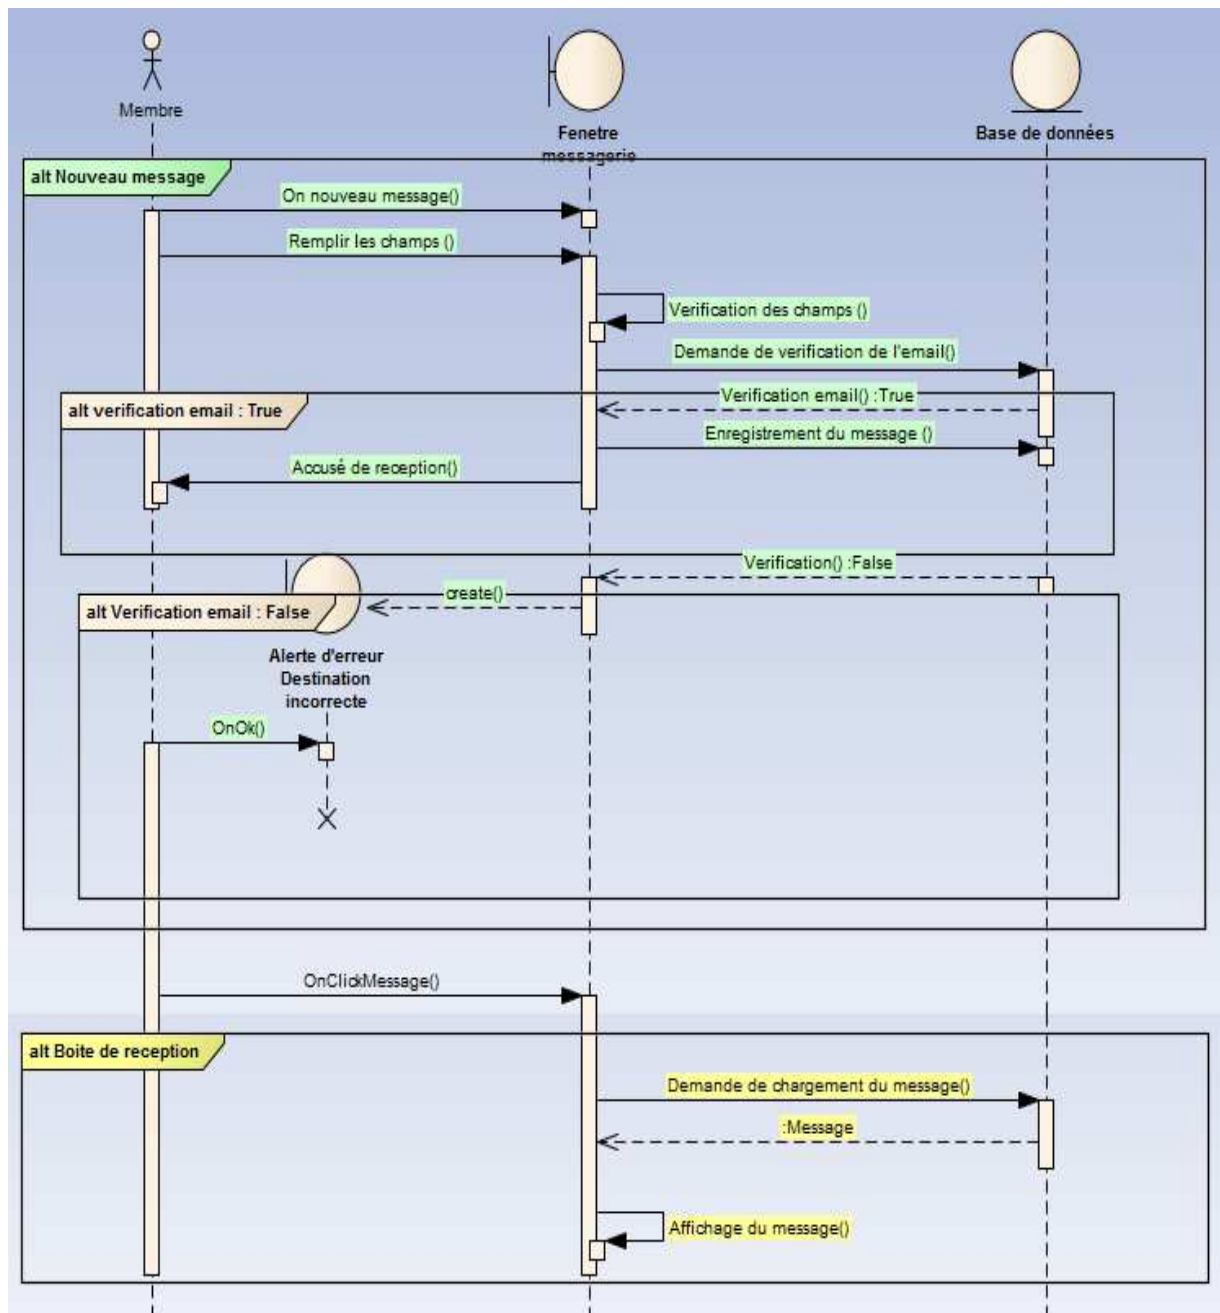 Membre
Fenetre
messagerie
Base de données
alt Nouveau message
On nouveau message()
Remplir les champs ()
Verification des champs ()
Demande de verification de l'email()
alt verification email : True
Verification email() :True
Enregistrement du message ()
Accusé de reception()
Verification() :False
create()
alt Verification email : False
Alerte d'erreur
Destination
incorrecte
OnOk()
OnClickMessage()
alt Boite de reception
Demande de chargement du message()
:Message
Affichage du message()